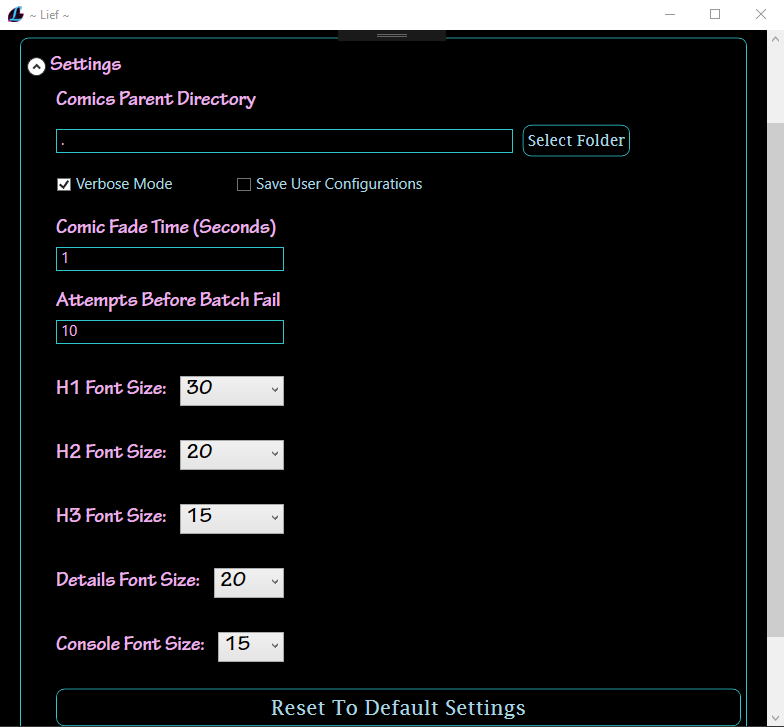 ~ Lief ~
Settings
Comics Parent Directory
.
Select Folder
Verbose Mode
Save User Configurations
Comic Fade Time (Seconds)
1
Attempts Before Batch Fail
10
H1 Font Size: 30
H2 Font Size: 20
H3 Font Size: 15
Details Font Size: 20
Console Font Size: 15
Reset To Default Settings